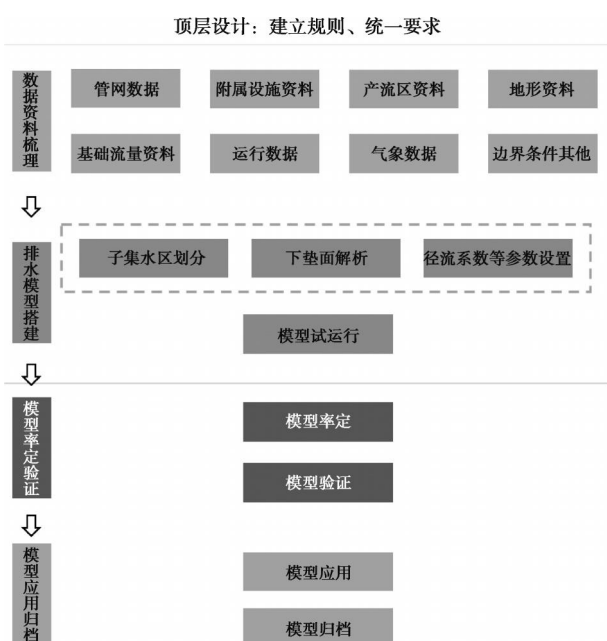 顶层设计：建立规则、统一要求
数据资料梳理
管网数据
附属设施资料
产流区资料
地形资料
基础流量资料
运行数据
气象数据
边界条件其他
排水模型搭建
子集水区划分
下垫面解析
径流系数等参数设置
模型试运行
模型率定验证
模型率定
模型验证
模型应用归档
模型应用
模型归档